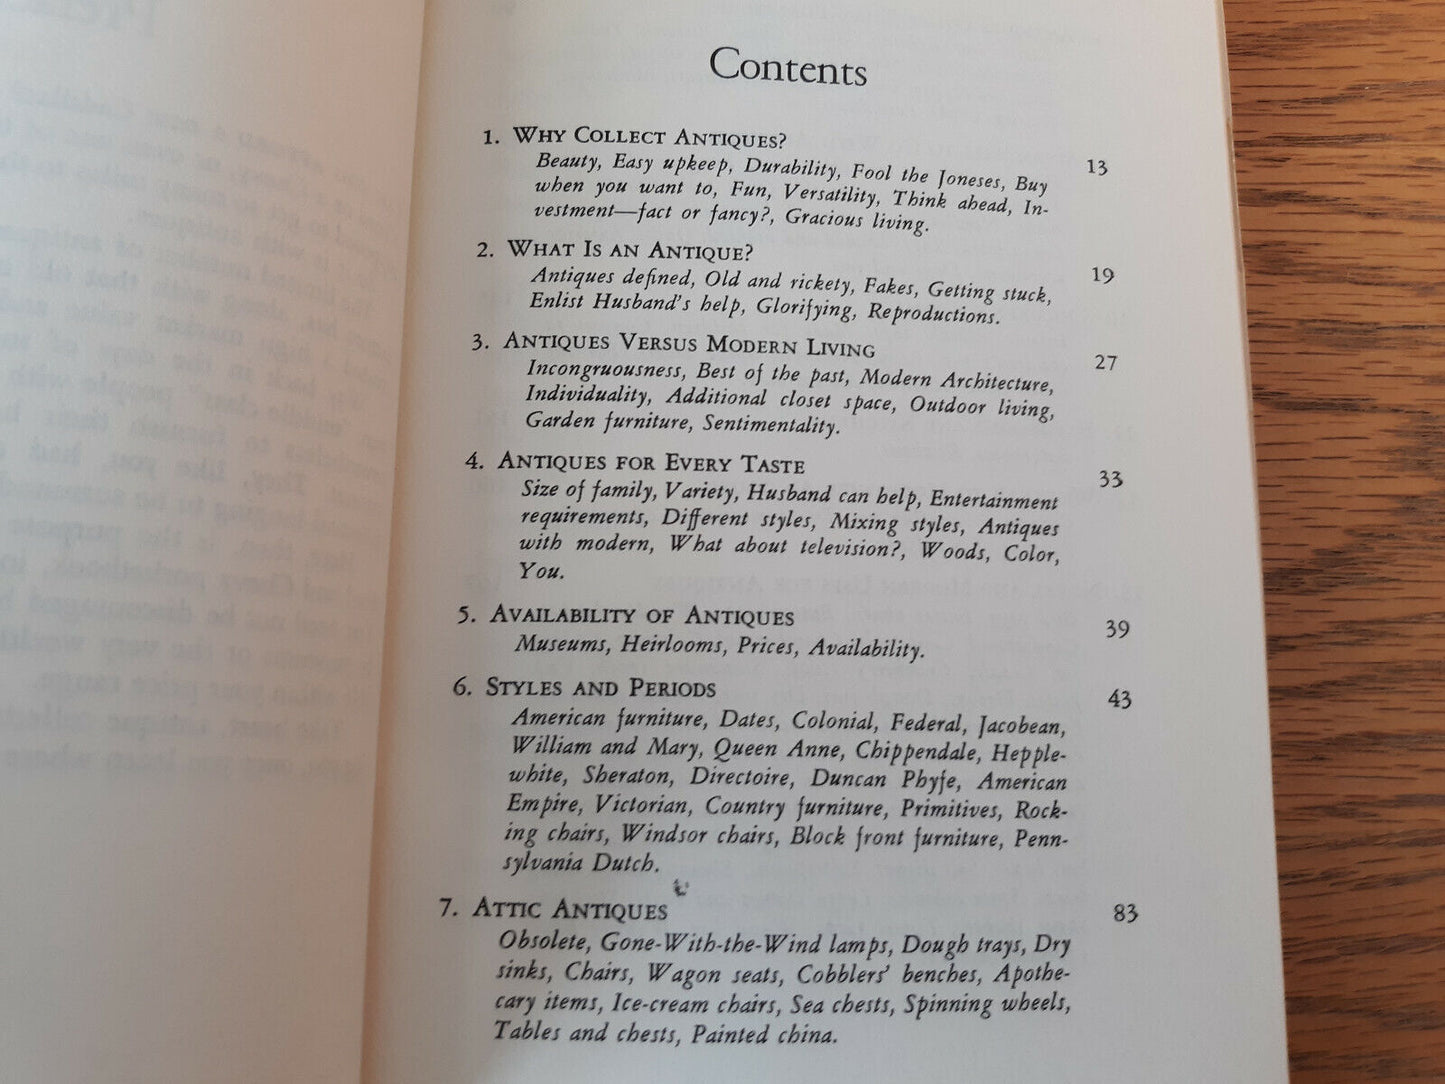 Contents
1. WHY COLLECT ANTIQUES? 13
Beauty, Easy upkeep, Durability, Fool the Joneses, Buy
when you want to, Fun, Versatility, Think ahead, In-
vestment—fact or fancy?, Gracious living.
2. WHAT IS AN ANTIQUE? 19
Antiques defined, Old and rickety, Fakes, Getting stuck,
Enlist Husband's help, Glorifying, Reproductions.
3. ANTIQUES VERSUS MODERN LIVING 27
Incongruousness, Best of the past, Modern Architecture,
Individuality, Additional closet space, Outdoor living,
Garden furniture, Sentimentality.
4. ANTIQUES FOR EVERY TASTE 33
Size of family, Variety, Husband can help, Entertainment
requirements, Different styles, Mixing styles, Antiques
with modern, What about television?, Woods, Color,
You.
5. AVAILABILITY OF ANTIQUES 39
Museums, Heirlooms, Prices, Availability.
6. STYLES AND PERIODS 43
American furniture, Dates, Colonial, Federal, Jacobean,
William and Mary, Queen Anne, Chippendale, Hepple-
white, Sheraton, Directoire, Duncan Phyfe, American
Empire, Victorian, Country furniture, Primitives, Rock-
ing chairs, Windsor chairs, Block front furniture, Penn-
sylvania Dutch.
7. ATTIC ANTIQUES 83
Obsolete, Gone-With-the-Wind lamps, Dough trays, Dry
sinks, Chairs, Wagon seats, Cobblers' benches, Apothe-
cary items, Ice-cream chairs, Sea chests, Spinning wheels,
Tables and chests, Painted china.